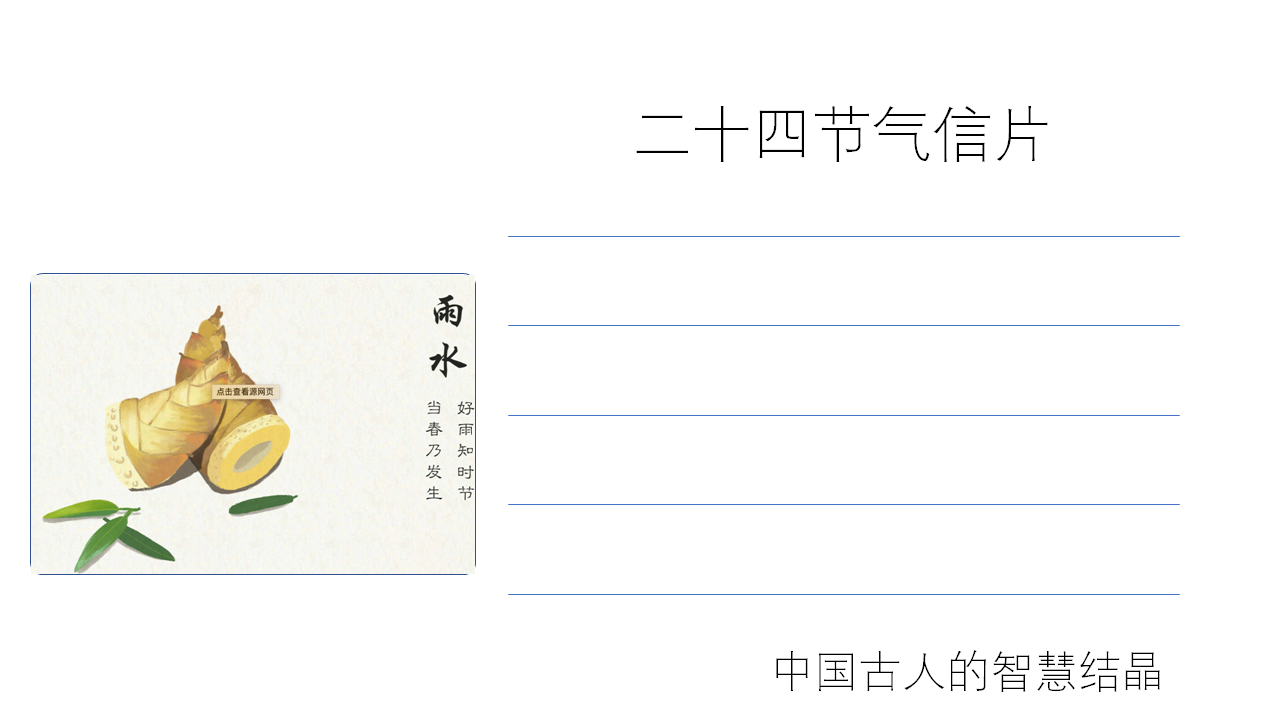 二十四节气信片
雨水
好雨知时节
当春乃发生
点击查看源网页
中国古人的智慧结晶